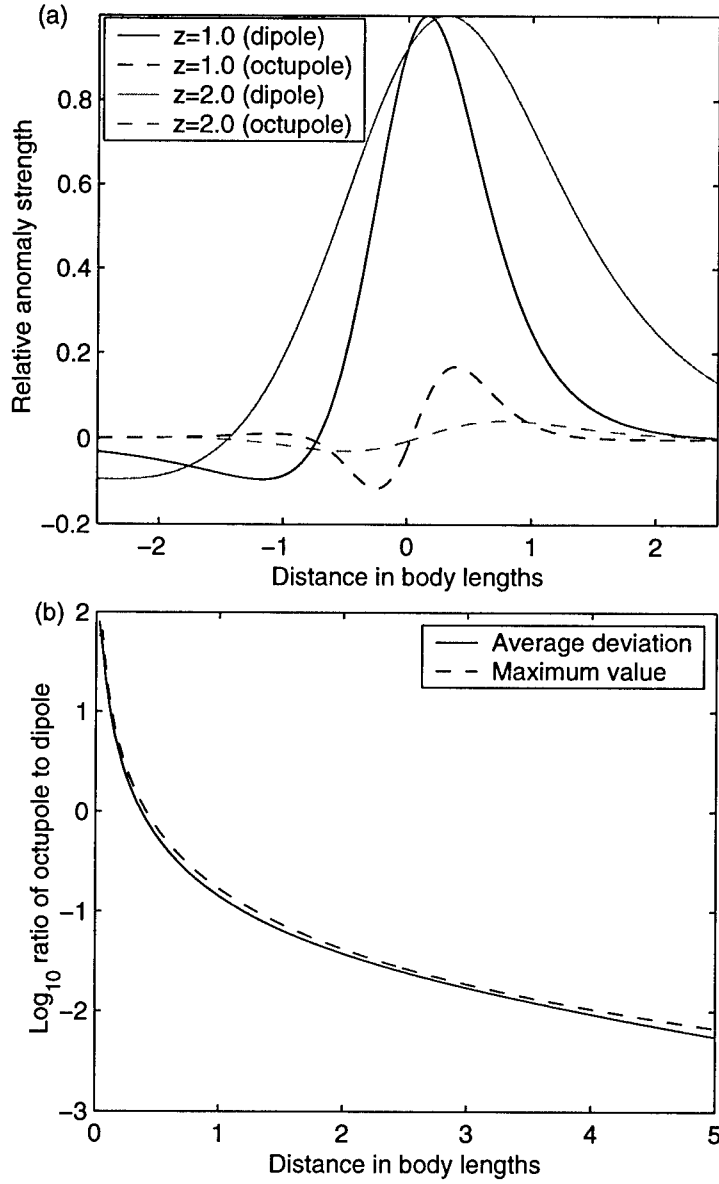 (a)
z=1.0 (dipole)
z=1.0 (octupole)
z=2.0 (dipole)
z=2.0 (octupole)
Relative anomaly strength
0.8
0.6
0.4
0.2
0
−0.2
−2
−1
0
1
2
Distance in body lengths
(b)
Average deviation
Maximum value
Log10 ratio of octupole to dipole
2
1
0
−1
−2
−3
0
1
2
3
4
5
Distance in body lengths